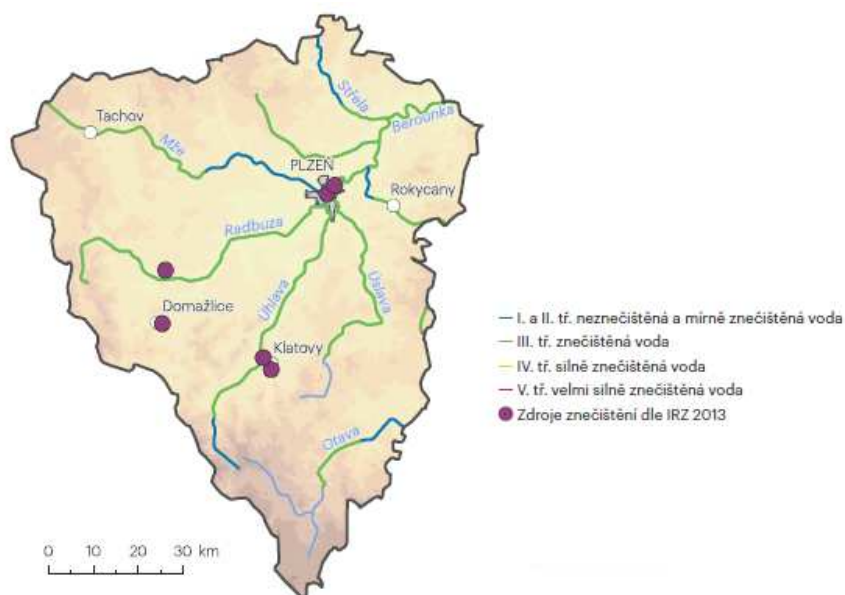 Střela
Berounka
Tachov
Mže
PLZEŇ
Rokycany
Radbuza
Úhlava
Úslava
Domažlice
Klatovy
Otava
0 10 20 30 km
I. a II. tř. neznečištěná a mírně znečištěná voda
III. tř. znečištěná voda
IV. tř. silně znečištěná voda
V. tř. velmi silně znečištěná voda
Zdroje znečištění dle IRZ 2013